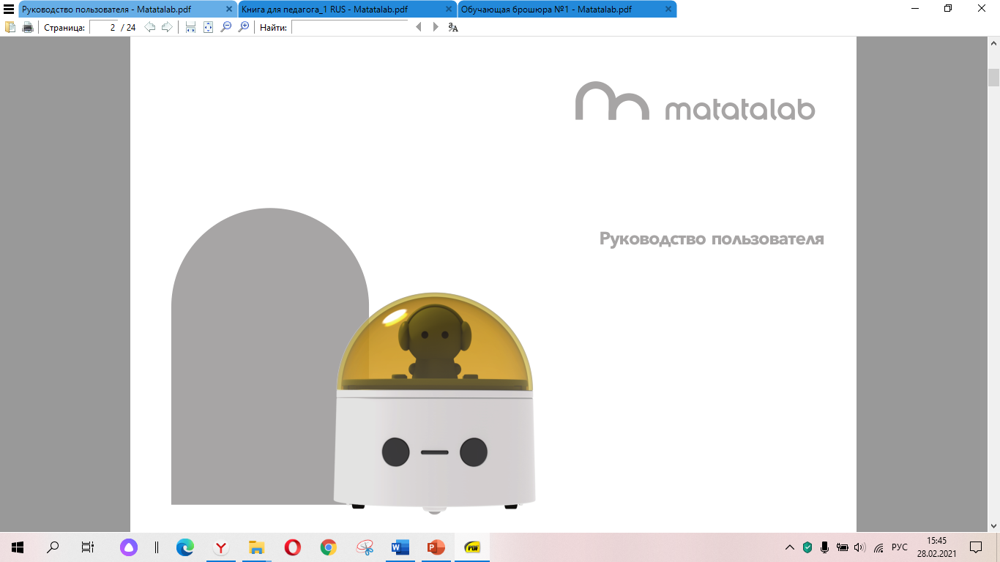 Руководство пользователя - Matatalab.pdf
Книга для педагога_1 RUS - Matatalab.pdf
Обучающая брошюра №1 - Matatalab.pdf
Страница: 2 / 24
Найти:
matatalab
Руководство пользователя
РУС
15:45
28.02.2021